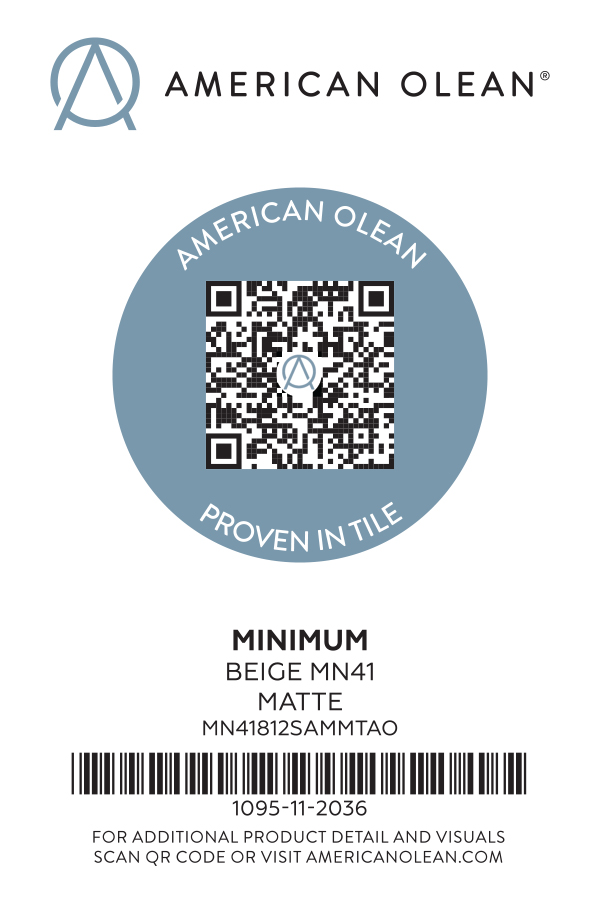 AMERICAN OLEAN®
AMERICAN OLEAN
PROVEN IN TILE
MINIMUM
BEIGE MN41
MATTE
MN41812SAMMTAO
1095-11-2036
FOR ADDITIONAL PRODUCT DETAIL AND VISUALS
SCAN QR CODE OR VISIT AMERICANOLEAN.COM